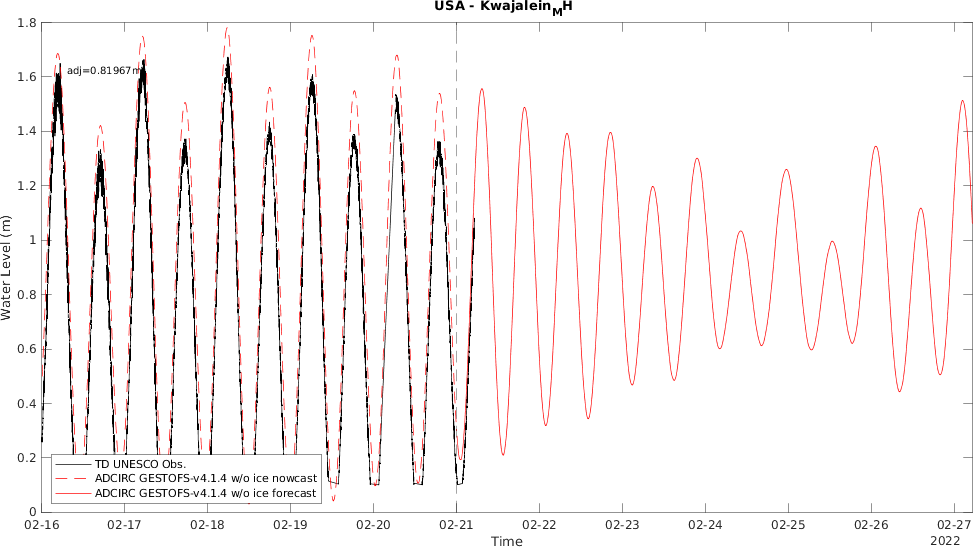 USA - Kwajalein_MH
1.8
1.6
1.4
1.2
1
0.8
0.6
0.4
0.2
0
Water Level (m)
adj=0.81967m
TD UNESCO Obs.
ADCIRC GESTOFS-v4.1.4 w/o ice nowcast
ADCIRC GESTOFS-v4.1.4 w/o ice forecast
02-16 02-17 02-18 02-19 02-20 02-21 02-22 02-23 02-24 02-25 02-26 02-27
Time
2022